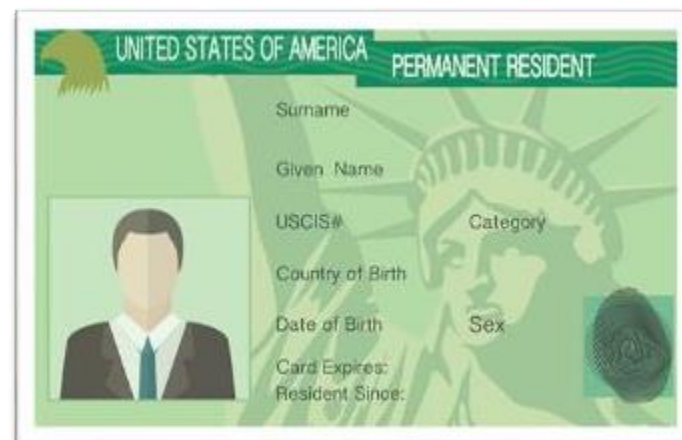 UNITED STATES OF AMERICA
PERMANENT RESIDENT
Surname
Given Name
USCIS# Category
Country of Birth
Date of Birth Sex
Card Expires:
Resident Since: